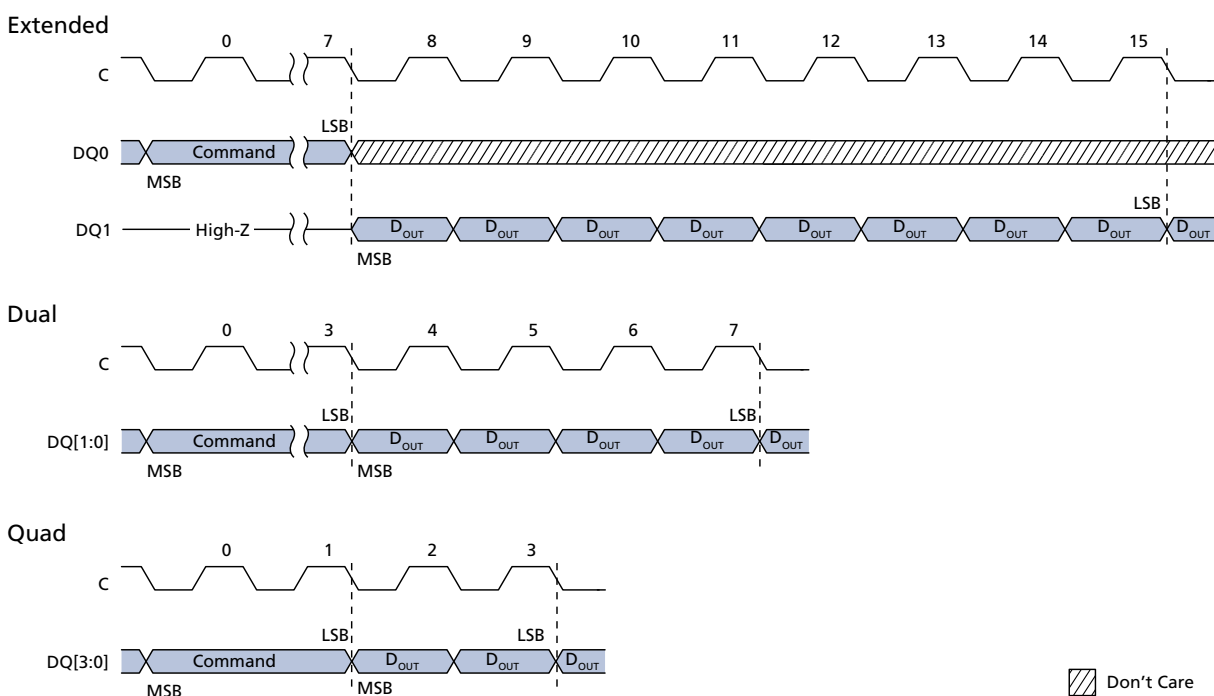 Extended
0 7 8 9 10 11 12 13 14 15
C
LSB
DQ0 Command
MSB
LSB
DQ1 High-Z DOUT DOUT DOUT DOUT DOUT DOUT DOUT DOUT DOUT
MSB
Dual
0 3 4 5 6 7
C
LSB LSB
DQ[1:0] Command DOUT DOUT DOUT DOUT DOUT
MSB MSB
Quad
0 1 2 3
C
LSB LSB
DQ[3:0] Command DOUT DOUT DOUT
MSB MSB
Don't Care